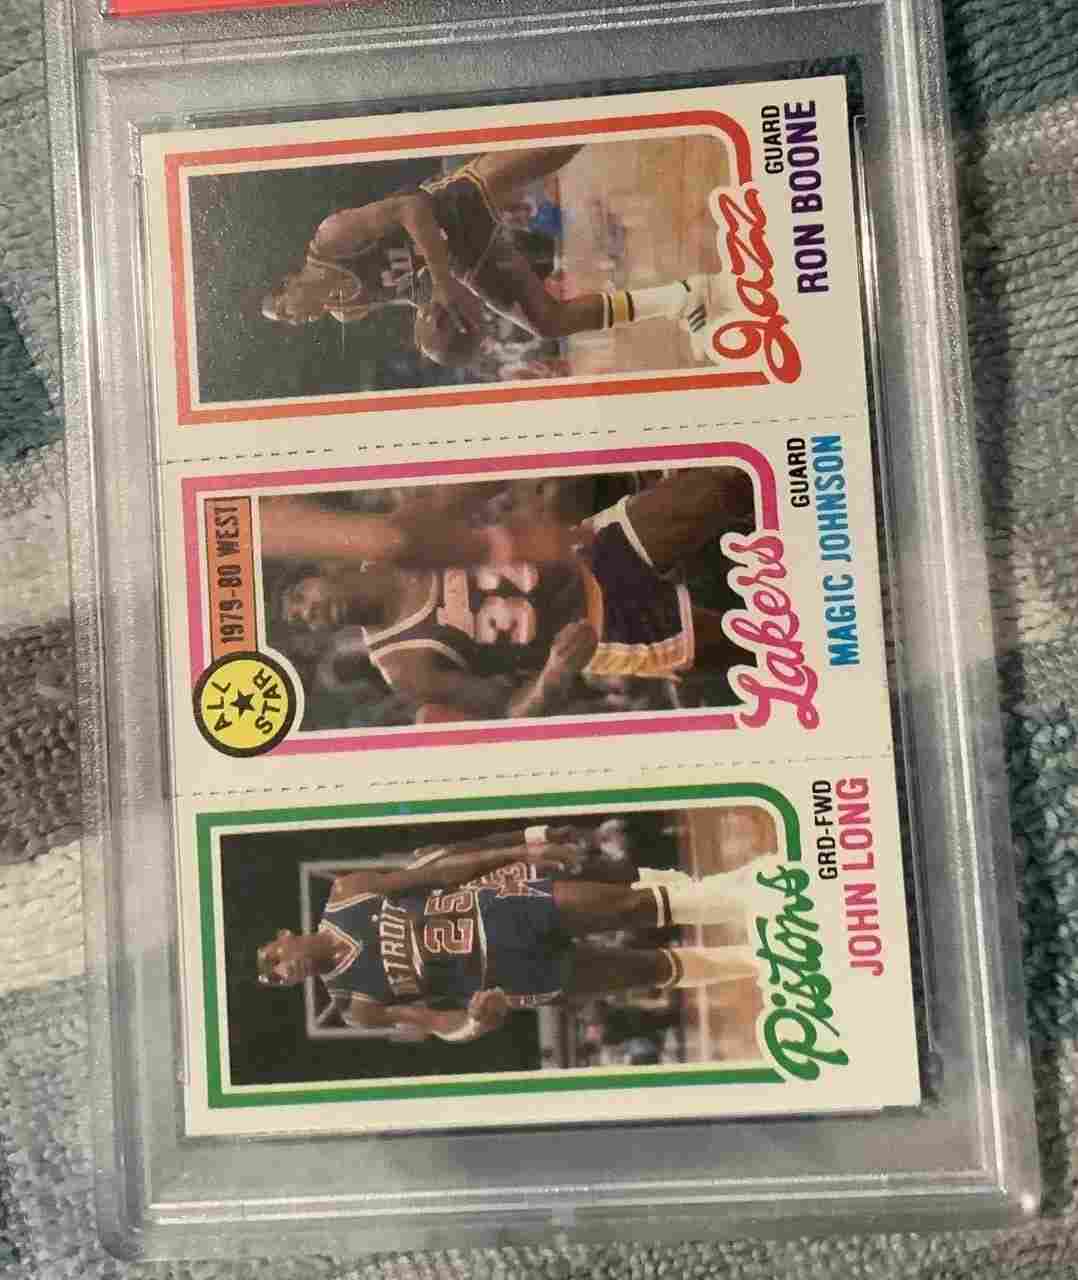 GRD-FWD
JOHN LONG
Pistons
DETROIT
25
ALL
STAR
1979-80 WEST
GUARD
MAGIC JOHNSON
Lakers
32
GUARD
RON BOONE
Jazz